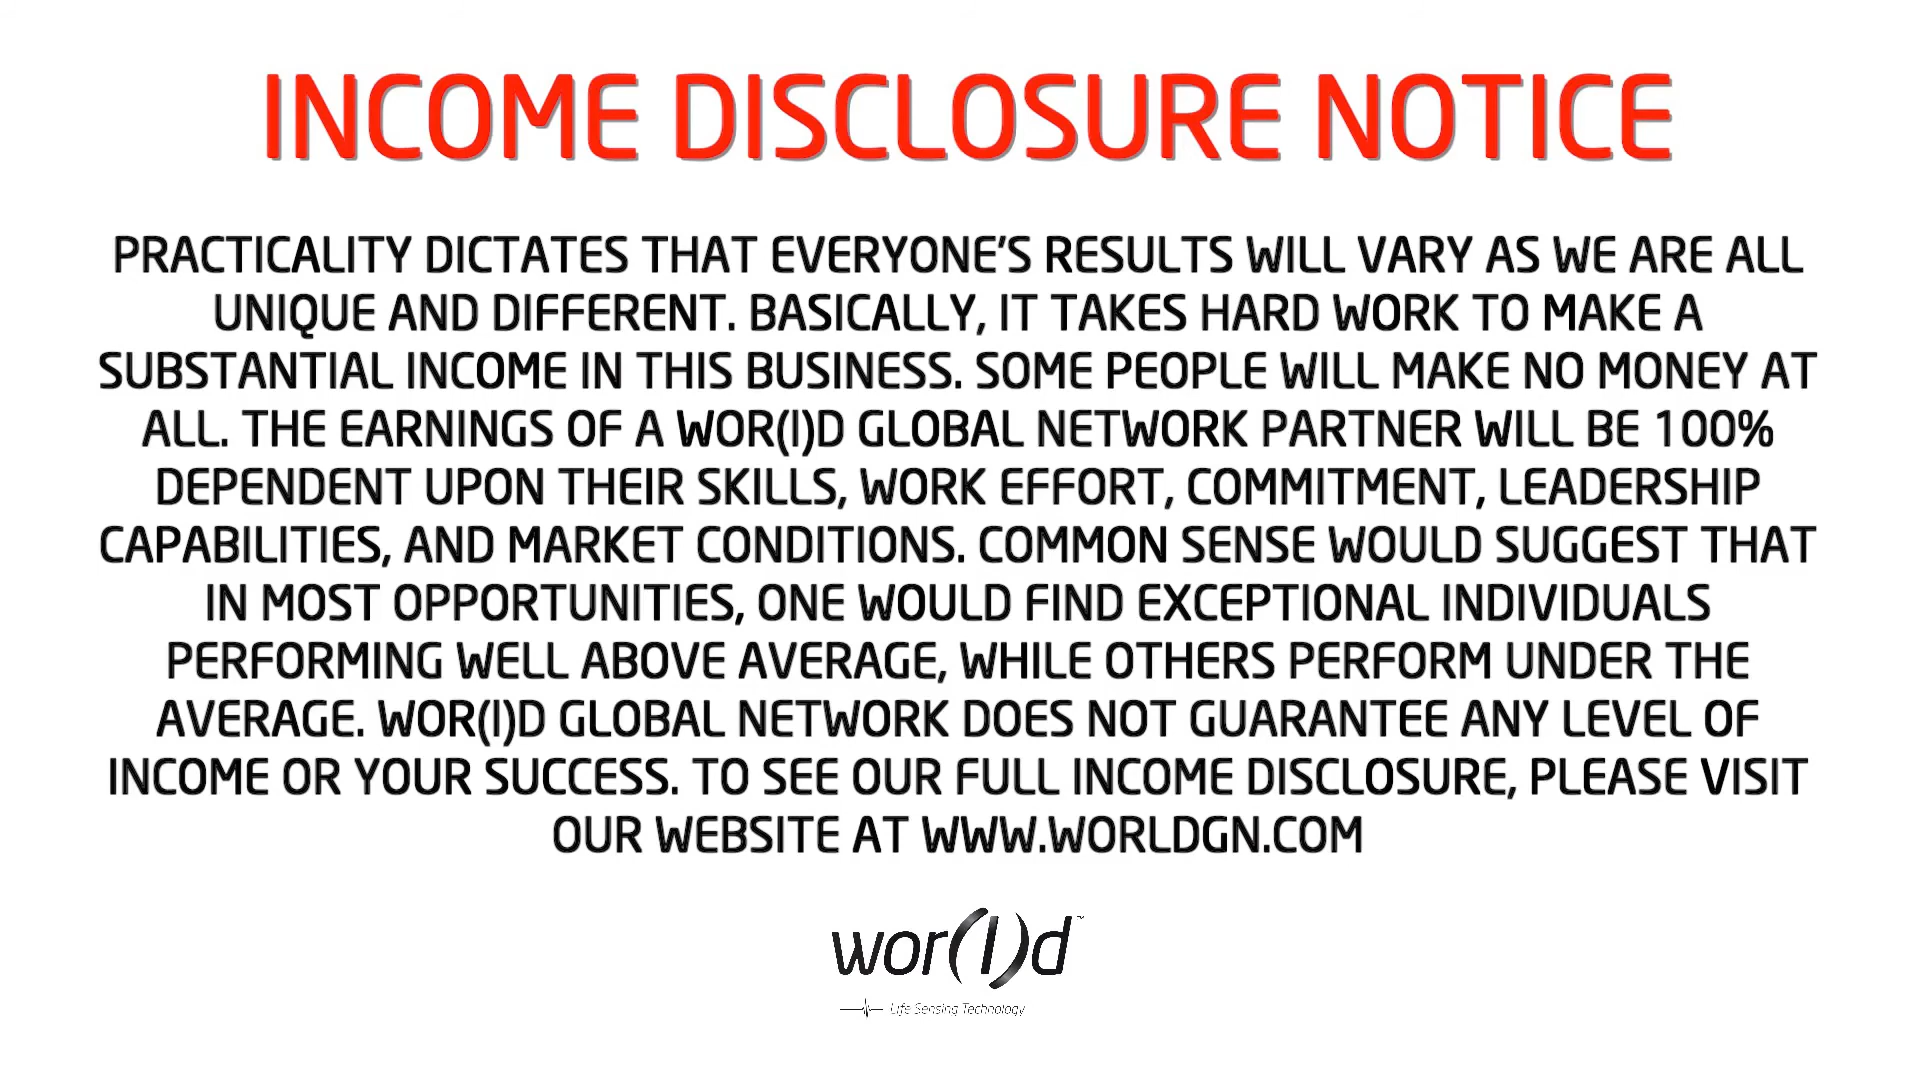 INCOME DISCLOSURE NOTICE
PRACTICALITY DICTATES THAT EVERYONE'S RESULTS WILL VARY AS WE ARE ALL
UNIQUE AND DIFFERENT. BASICALLY, IT TAKES HARD WORK TO MAKE A
SUBSTANTIAL INCOME IN THIS BUSINESS. SOME PEOPLE WILL MAKE NO MONEY AT
ALL. THE EARNINGS OF A WOR(I)D GLOBAL NETWORK PARTNER WILL BE 100%
DEPENDENT UPON THEIR SKILLS, WORK EFFORT, COMMITMENT, LEADERSHIP
CAPABILITIES, AND MARKET CONDITIONS. COMMON SENSE WOULD SUGGEST THAT
IN MOST OPPORTUNITIES, ONE WOULD FIND EXCEPTIONAL INDIVIDUALS
PERFORMING WELL ABOVE AVERAGE, WHILE OTHERS PERFORM UNDER THE
AVERAGE. WOR(I)D GLOBAL NETWORK DOES NOT GUARANTEE ANY LEVEL OF
INCOME OR YOUR SUCCESS. TO SEE OUR FULL INCOME DISCLOSURE, PLEASE VISIT
OUR WEBSITE AT WWW.WORLDGN.COM
wor(l)d™
Life Sensing Technology